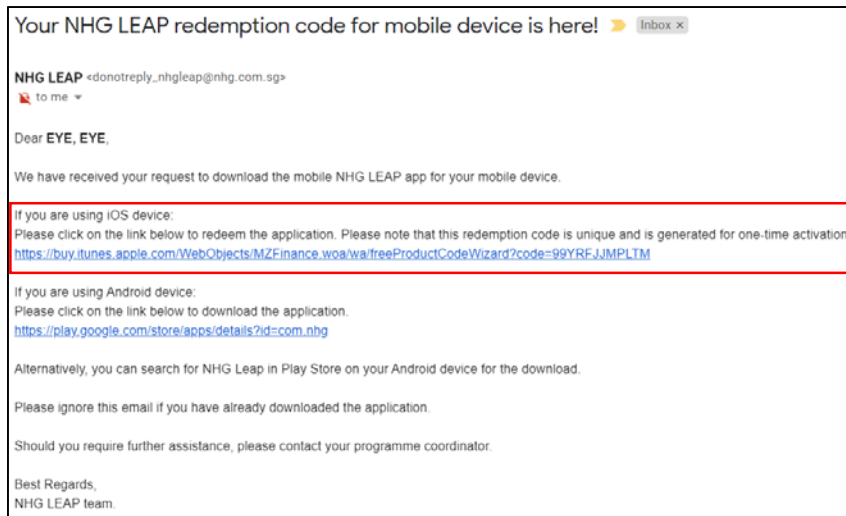 Your NHG LEAP redemption code for mobile device is here! Inbox ×
NHG LEAP <donotreply_nhgleap@nhg.com.sg>
to me
Dear EYE, EYE,
We have received your request to download the mobile NHG LEAP app for your mobile device.
If you are using iOS device:
Please click on the link below to redeem the application. Please note that this redemption code is unique and is generated for one-time activation
https://buy.itunes.apple.com/WebObjects/MZFinance.woa/wa/freeProductCodeWizard?code=99YRFJJMPLTM
If you are using Android device:
Please click on the link below to download the application.
https://play.google.com/store/apps/details?id=com.nhg
Alternatively, you can search for NHG Leap in Play Store on your Android device for the download.
Please ignore this email if you have already downloaded the application.
Should you require further assistance, please contact your programme coordinator.
Best Regards,
NHG LEAP team.